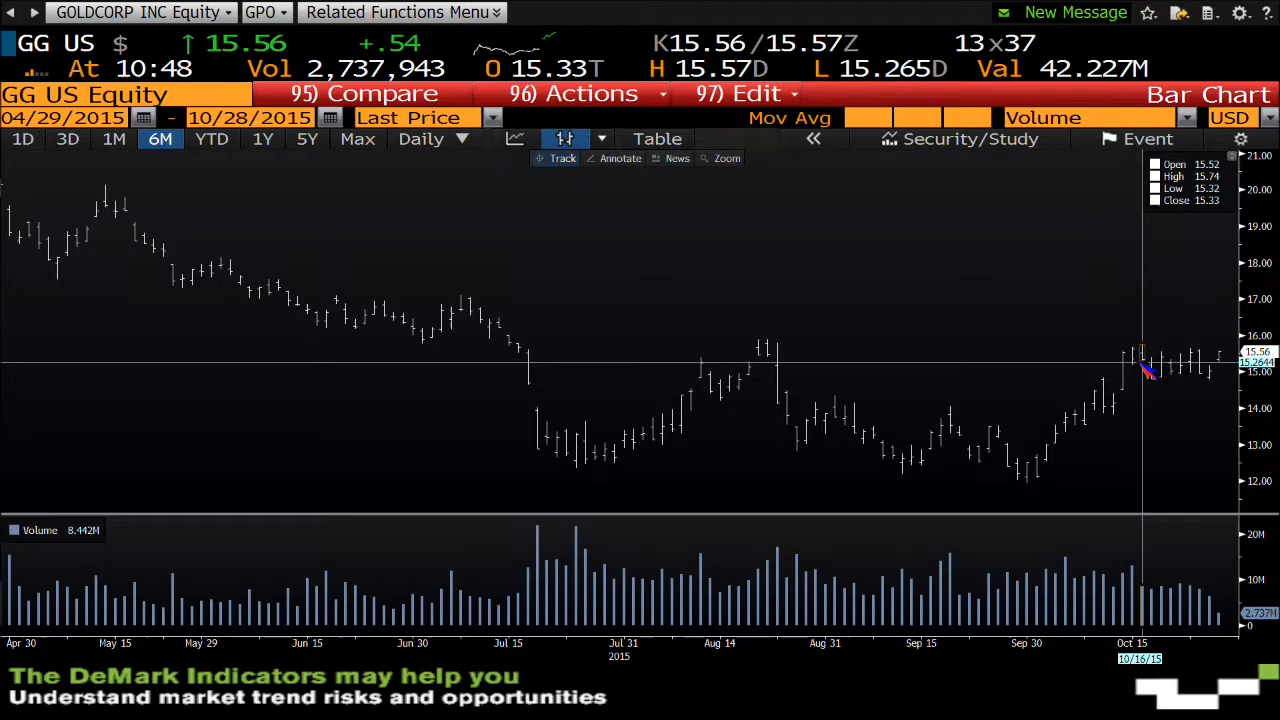 GOLDCORP INC Equity GPO Related Functions Menu New Message
GG US $ ↑ 15.56 +.54 K15.56/15.57Z 13x37
At 10:48 Vol 2,737,943 O 15.33T H 15.57D L 15.265D Val 42.227M
GG US Equity 95) Compare 96) Actions 97) Edit Bar Chart
04/29/2015 - 10/28/2015 Last Price Mov Avg Volume USD
1D 3D 1M 6M YTD 1Y 5Y Max Daily Table « Security/Study Event
Track Annotate News Zoom
Open 15.52
High 15.74
Low 15.32
Close 15.33
21.00
20.00
19.00
18.00
17.00
16.00
15.56
15.2644
15.00
14.00
13.00
12.00
Volume 8.442M
20M
10M
2.737M
0
Apr 30 May 15 May 29 Jun 15 Jun 30 Jul 15 Jul 31 Aug 14 Aug 31 Sep 15 Sep 30 Oct 15
2015
10/16/15
The DeMark Indicators may help you
Understand market trend risks and opportunities